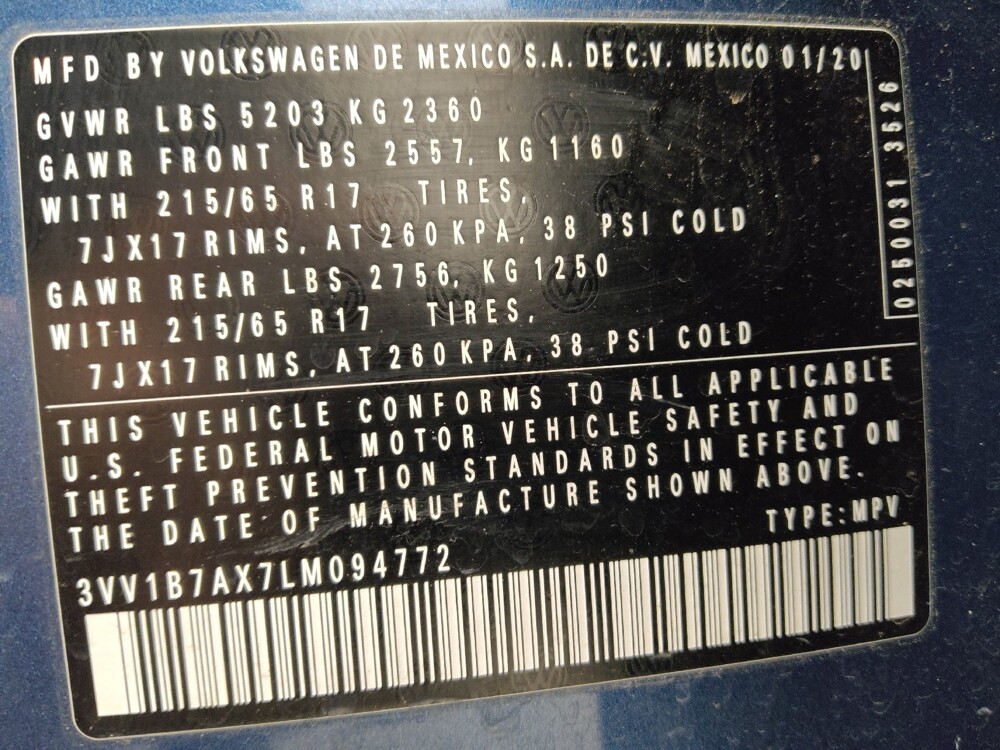 MFD BY VOLKSWAGEN DE MEXICO S.A. DE C.V. MEXICO 01/20
GVWR LBS 5203 KG 2360
GAWR FRONT LBS 2557, KG 1160
WITH 215/65 R17 TIRES,
7JX17 RIMS, AT 260 KPA, 38 PSI COLD
GAWR REAR LBS 2756, KG 1250
WITH 215/65 R17 TIRES,
7JX17 RIMS, AT 260 KPA, 38 PSI COLD
0250031 3526
THIS VEHICLE CONFORMS TO ALL APPLICABLE
U.S. FEDERAL MOTOR VEHICLE SAFETY AND
THEFT PREVENTION STANDARDS IN EFFECT ON
THE DATE OF MANUFACTURE SHOWN ABOVE.
TYPE:MPV
3VV1B7AX7LM094772